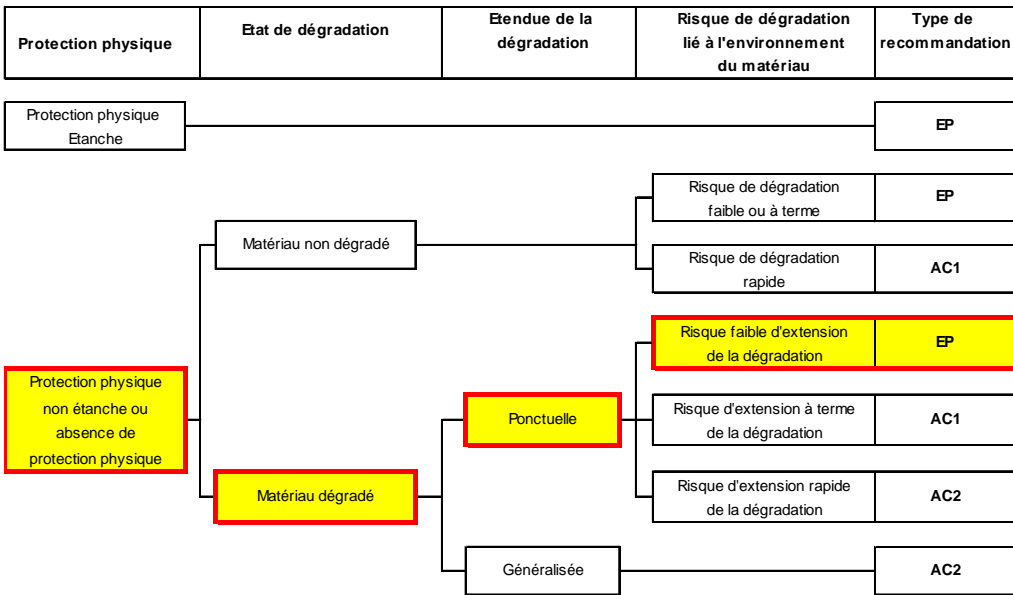 Protection physique
Etat de dégradation
Etendue de la
dégradation
Risque de dégradation
lié à l'environnement
du matériau
Type de
recommandation
Protection physique
Etanche
EP
Risque de dégradation
faible ou à terme
EP
Matériau non dégradé
Risque de dégradation
rapide
AC1
Risque faible d'extension
de la dégradation
EP
Protection physique
non étanche ou
absence de
protection physique
Ponctuelle
Risque d'extension à terme
de la dégradation
AC1
Matériau dégradé
Risque d'extension rapide
de la dégradation
AC2
Généralisée
AC2